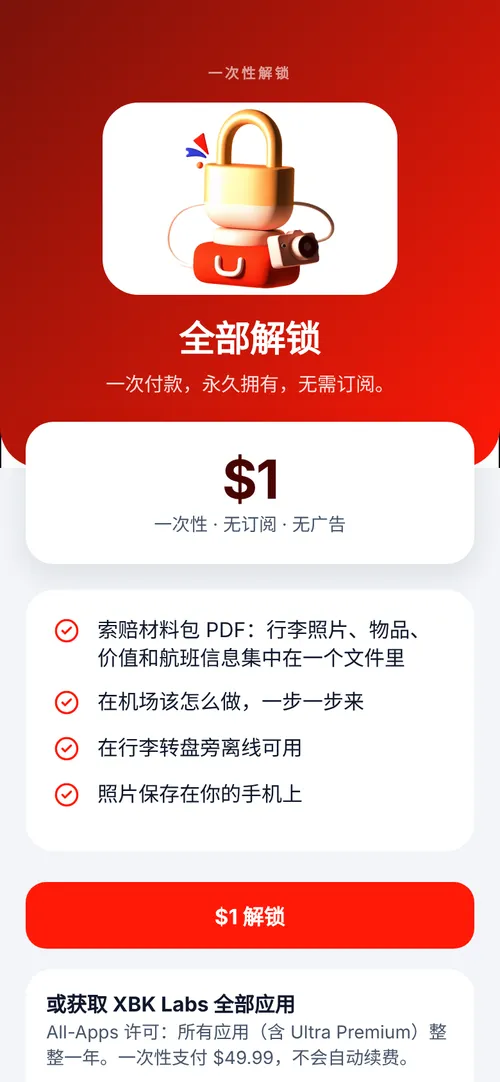 一次性解锁
全部解锁
一次付款，永久拥有，无需订阅。
$1
一次性 · 无订阅 · 无广告
索赔材料包 PDF：行李照片、物品、
价值和航班信息集中在一个文件里
在机场该怎么做，一步一步来
在行李转盘旁离线可用
照片保存在你的手机上
$1 解锁
或获取 XBK Labs 全部应用
All-Apps 许可：所有应用（含 Ultra Premium）整
整一年。一次性支付 $49.99，不会自动续费。